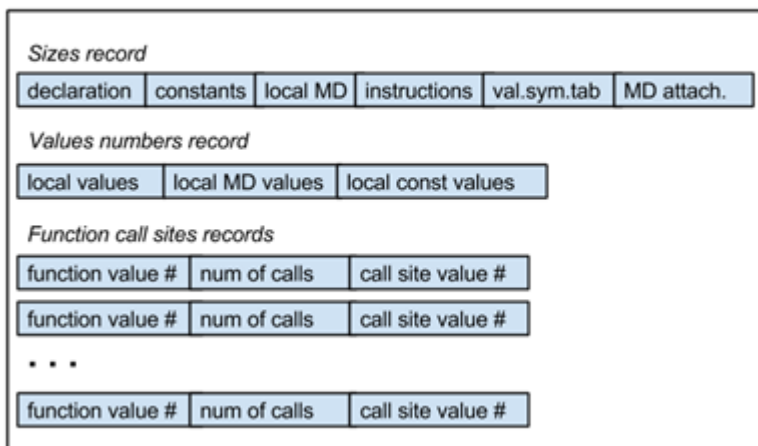 Sizes record
declaration constants local MD instructions val.sym.tab MD attach.
Values numbers record
local values local MD values local const values
Function call sites records
function value # num of calls call site value #
function value # num of calls call site value #
. . .
function value # num of calls call site value #